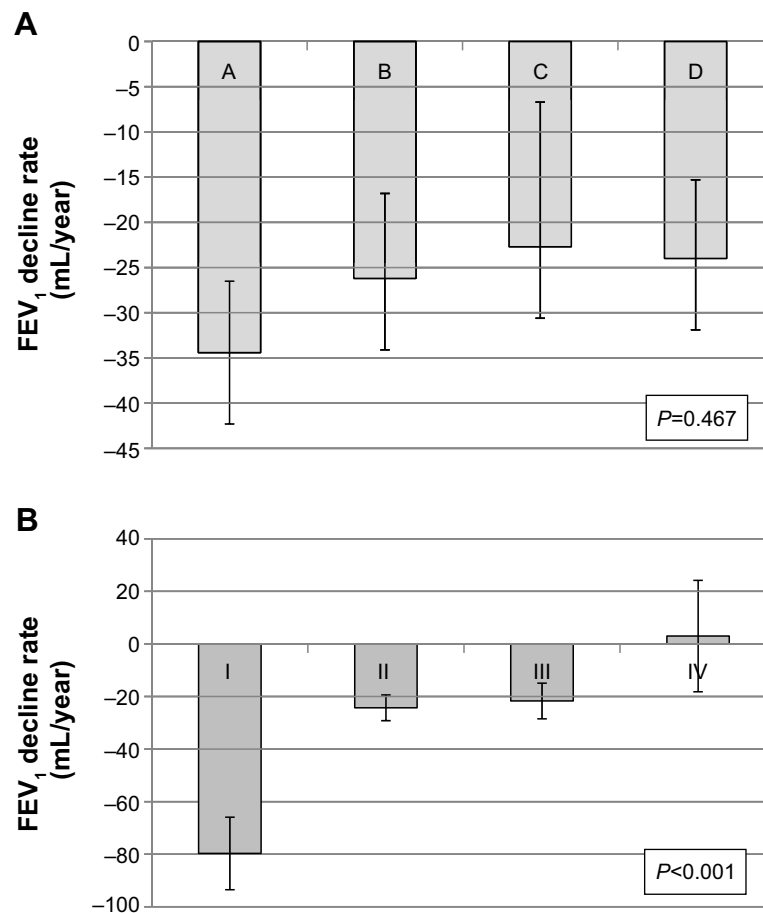 A
0
–5
–10
–15
–20
–25
–30
–35
–40
–45
FEV₁ decline rate
(mL/year)
A B C D
P=0.467
B
40
20
0
–20
–40
–60
–80
–100
FEV₁ decline rate
(mL/year)
I II III IV
P<0.001